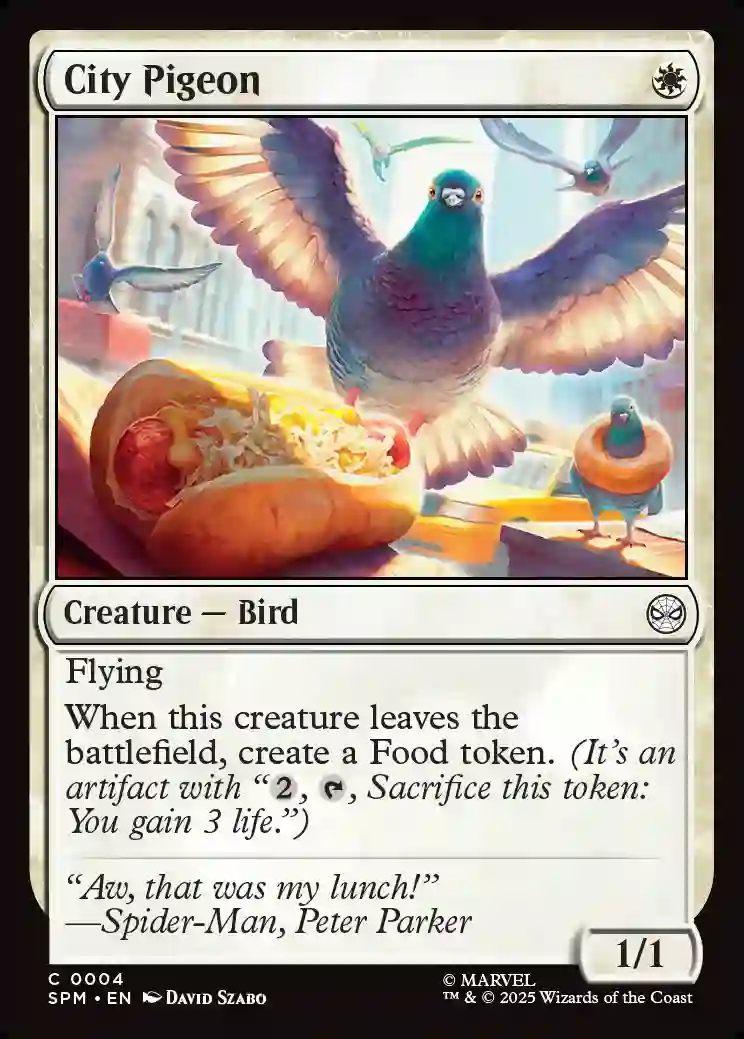 City Pigeon
Creature — Bird
Flying
When this creature leaves the
battlefield, create a Food token. (It's an
artifact with “2, , Sacrifice this token:
You gain 3 life.”)
“Aw, that was my lunch!”
—Spider-Man, Peter Parker
1/1
C 0004
SPM • EN David Szabo
© MARVEL
™ & © 2025 Wizards of the Coast